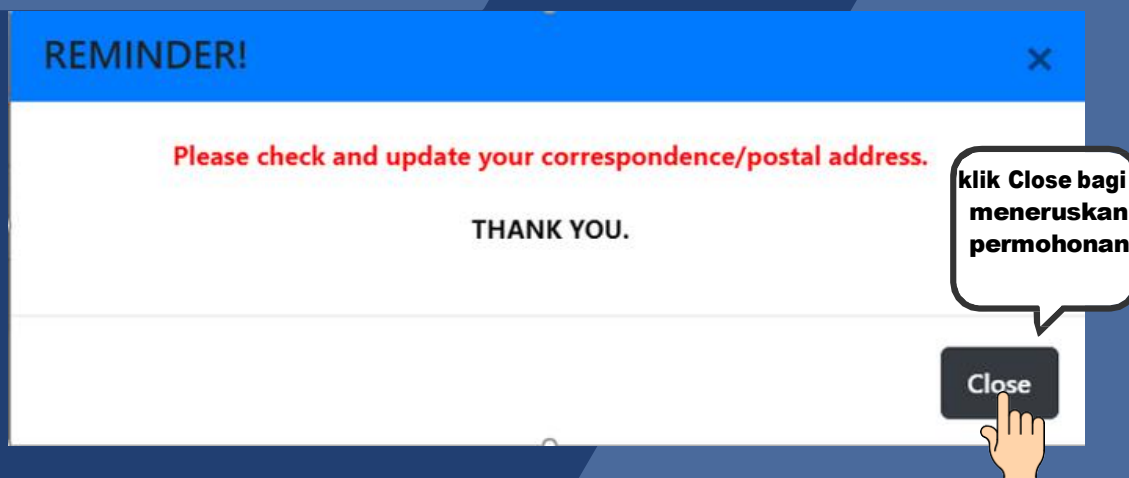 REMINDER!
×
Please check and update your correspondence/postal address.
klik Close bagi
meneruskan
permohonan
THANK YOU.
Close